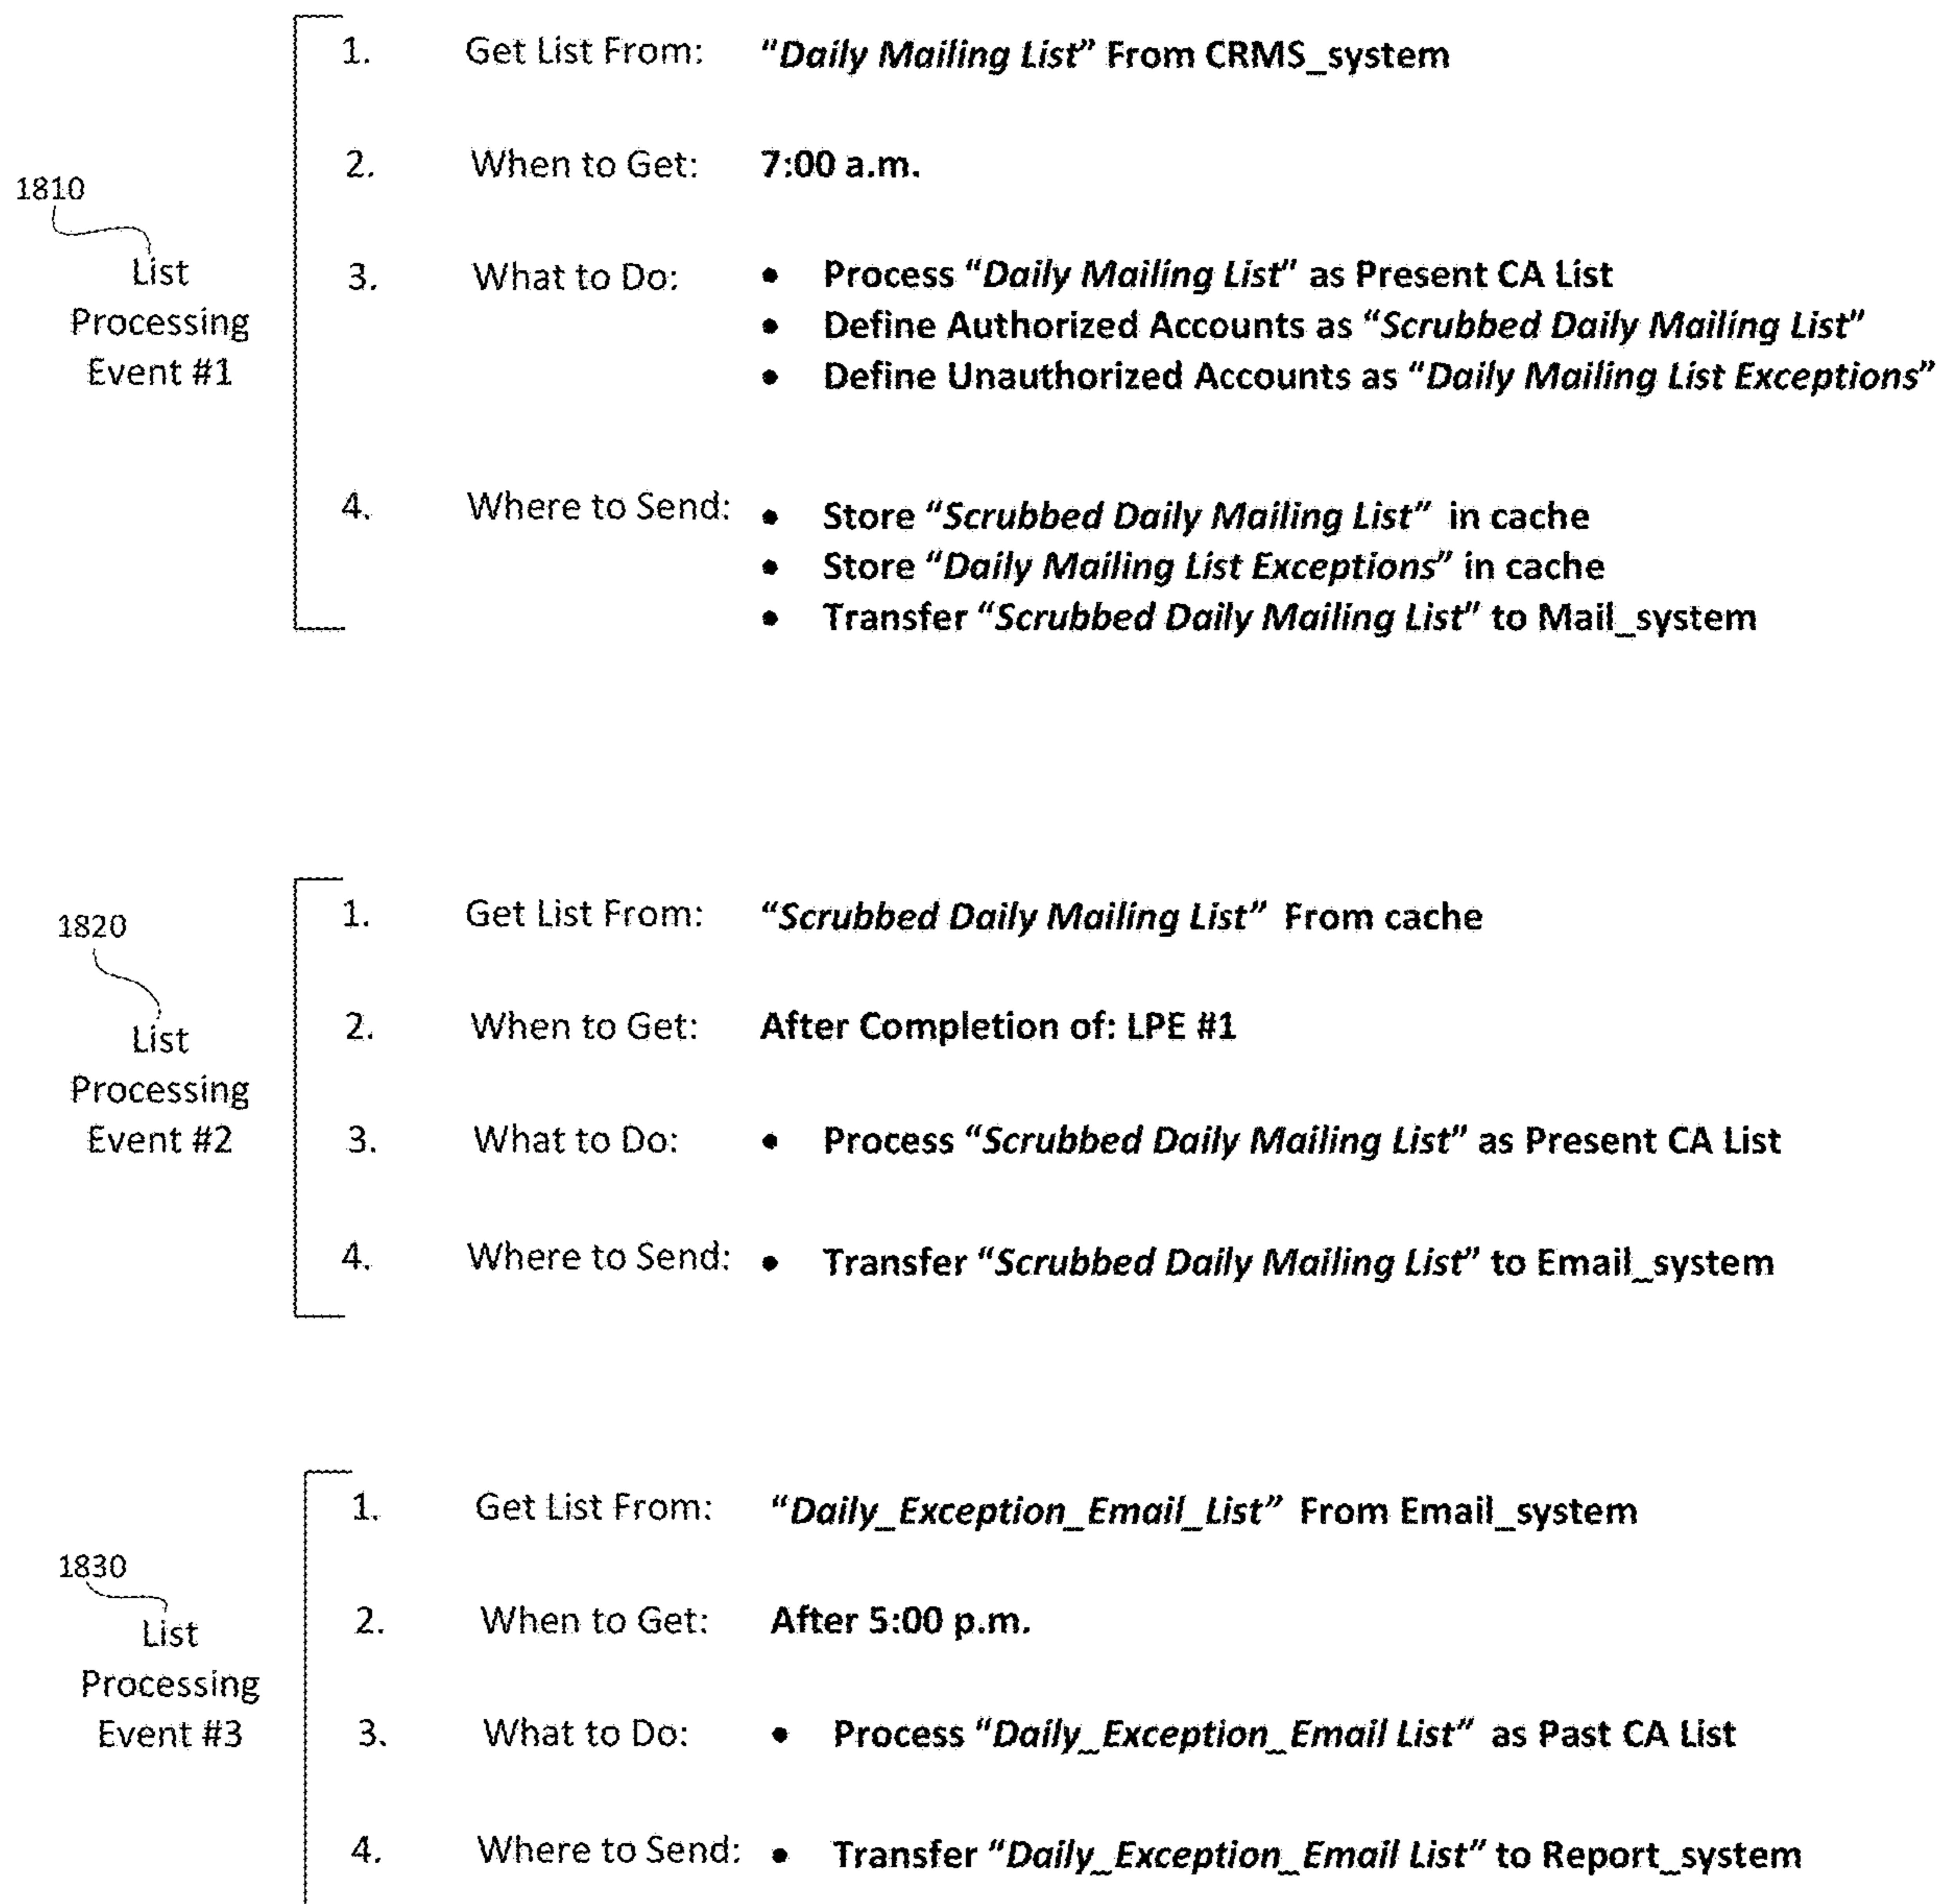 1. Get List From: "Daily Mailing List" From CRMS_system
2. When to Get: 7:00 a.m.
1810
List
Processing
Event #1
3. What to Do: • Process "Daily Mailing List" as Present CA List
• Define Authorized Accounts as "Scrubbed Daily Mailing List"
• Define Unauthorized Accounts as "Daily Mailing List Exceptions"
4. Where to Send: • Store "Scrubbed Daily Mailing List" in cache
• Store "Daily Mailing List Exceptions" in cache
• Transfer "Scrubbed Daily Mailing List" to Mail_system
1820
List
Processing
Event #2
1. Get List From: "Scrubbed Daily Mailing List" From cache
2. When to Get: After Completion of: LPE #1
3. What to Do: • Process "Scrubbed Daily Mailing List" as Present CA List
4. Where to Send: • Transfer "Scrubbed Daily Mailing List" to Email_system
1830
List
Processing
Event #3
1. Get List From: "Daily_Exception_Email_List" From Email_system
2. When to Get: After 5:00 p.m.
3. What to Do: • Process "Daily_Exception_Email List" as Past CA List
4. Where to Send: • Transfer "Daily_Exception_Email List" to Report_system